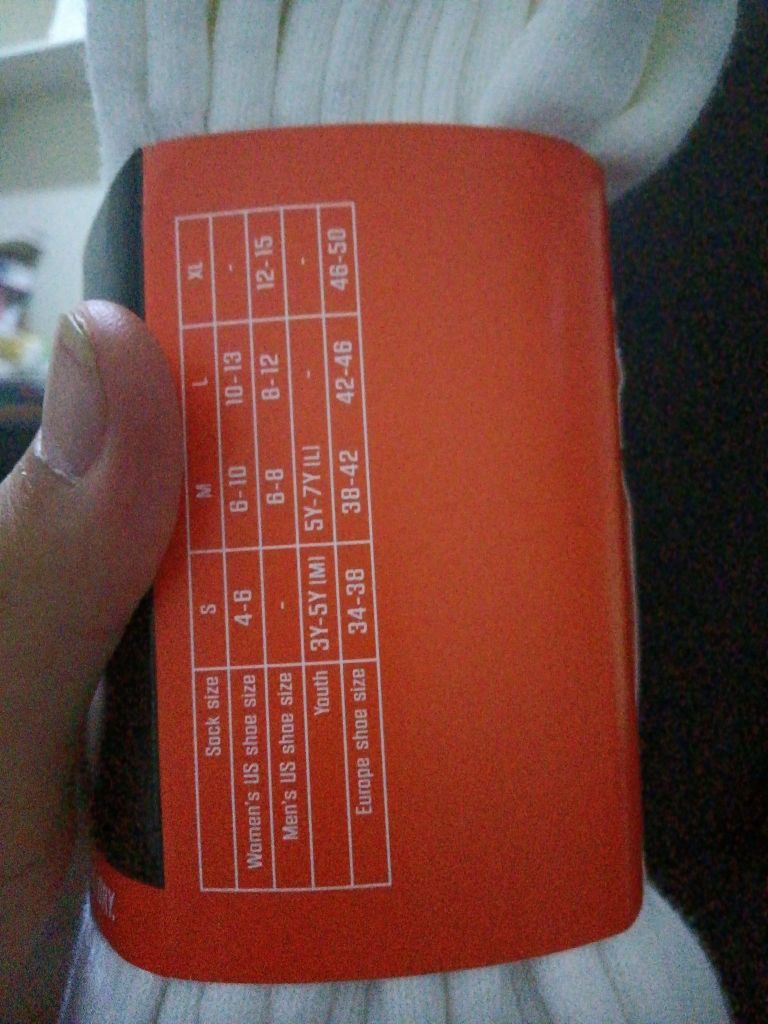 Sock size S M L XL
Women's US shoe size 4-6 6-10 10-13 -
Men's US shoe size - 6-8 8-12 12-15
Youth 3Y-5Y (M) 5Y-7Y (L) - -
Europe shoe size 34-38 38-42 42-46 46-50